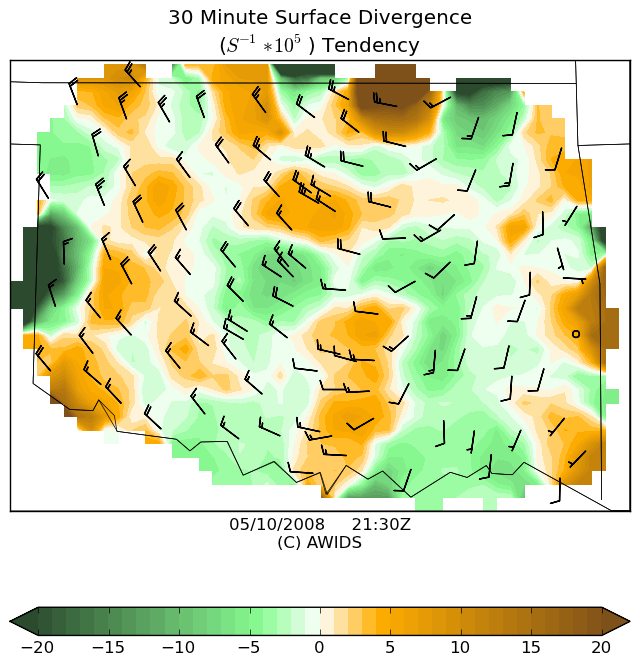 30 Minute Surface Divergence
(S⁻¹ ∗ 10⁵ ) Tendency
05/10/2008 21:30Z
(C) AWIDS
−20 −15 −10 −5 0 5 10 15 20